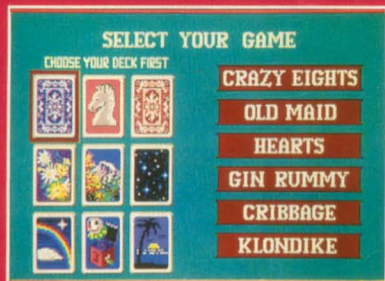 SELECT YOUR GAME
CHOOSE YOUR DECK FIRST
CRAZY EIGHTS
OLD MAID
HEARTS
GIN RUMMY
CRIBBAGE
KLONDIKE